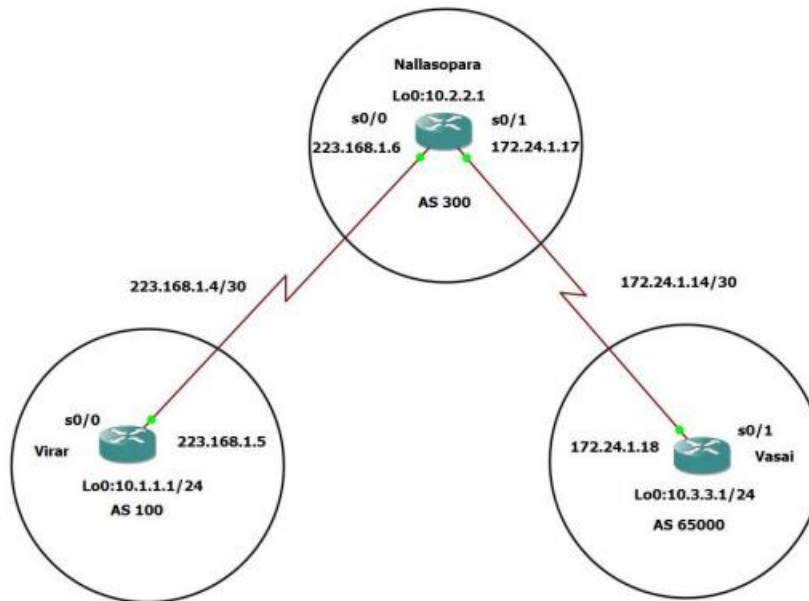 Nallasopara
Lo0:10.2.2.1
s0/0
s0/1
223.168.1.6
172.24.1.17
AS 300
223.168.1.4/30
172.24.1.14/30
s0/0
223.168.1.5
Virar
Lo0:10.1.1.1/24
AS 100
s0/1
172.24.1.18
Vasai
Lo0:10.3.3.1/24
AS 65000